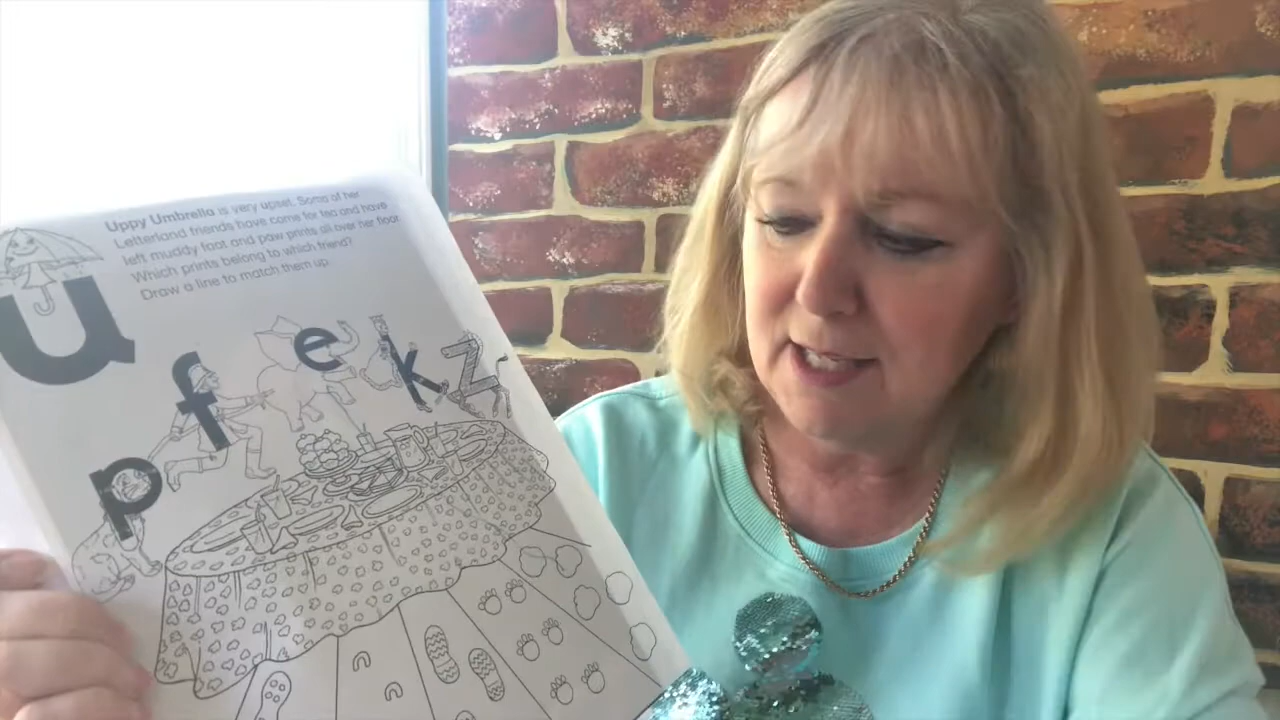 Uppy Umbrella is very upset. Some of her
Letterland friends have come for tea and have
left muddy foot and paw prints all over her floor.
Which prints belong to which friend?
Draw a line to match them up.
u
p f e k z